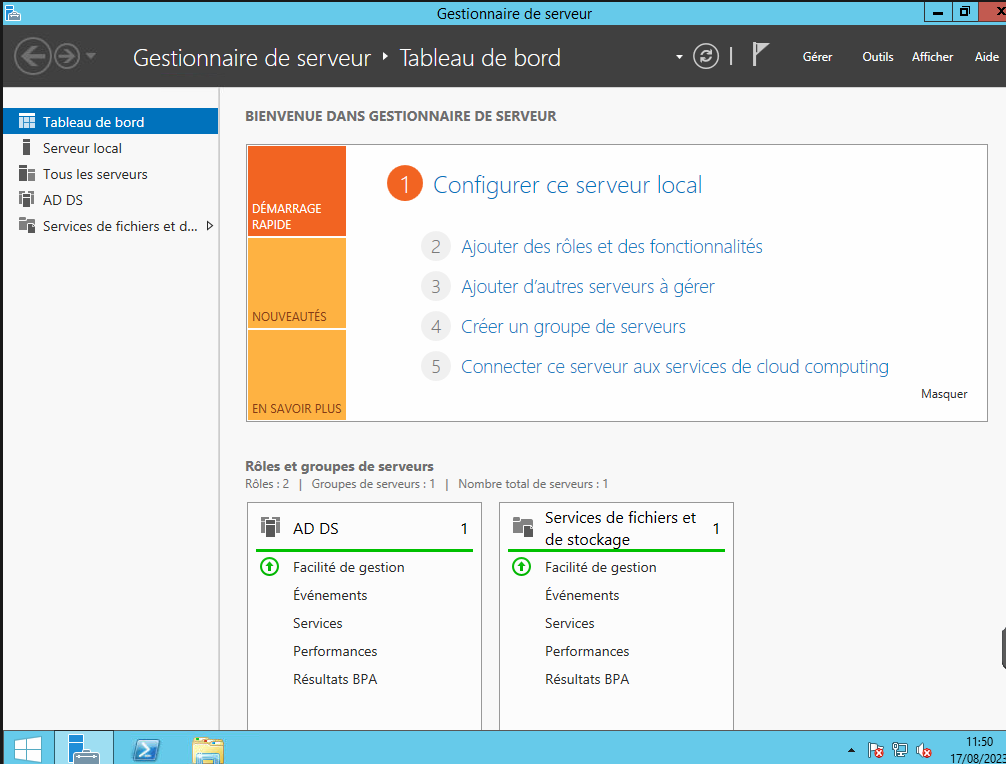 Gestionnaire de serveur
Gestionnaire de serveur ‣ Tableau de bord
Gérer
Outils
Afficher
Aide
Tableau de bord
Serveur local
Tous les serveurs
AD DS
Services de fichiers et d...
BIENVENUE DANS GESTIONNAIRE DE SERVEUR
DÉMARRAGE
RAPIDE
NOUVEAUTÉS
EN SAVOIR PLUS
1 Configurer ce serveur local
2 Ajouter des rôles et des fonctionnalités
3 Ajouter d’autres serveurs à gérer
4 Créer un groupe de serveurs
5 Connecter ce serveur aux services de cloud computing
Masquer
Rôles et groupes de serveurs
Rôles : 2 | Groupes de serveurs : 1 | Nombre total de serveurs : 1
AD DS 1
Facilité de gestion
Événements
Services
Performances
Résultats BPA
Services de fichiers et
de stockage 1
Facilité de gestion
Événements
Services
Performances
Résultats BPA
11:50
17/08/2023